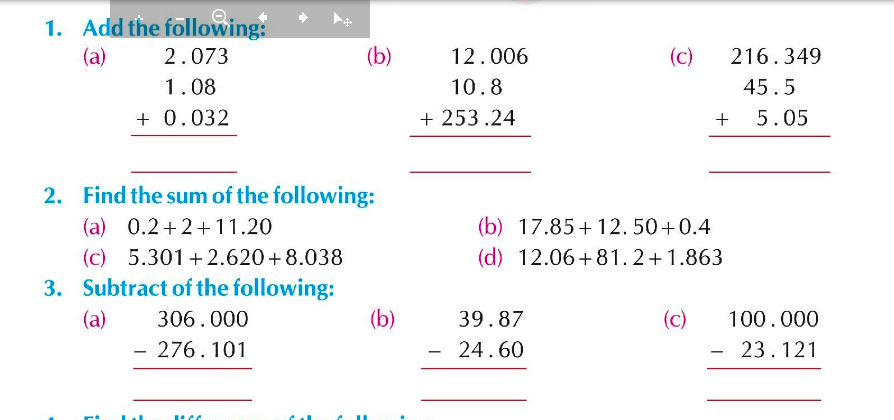 1. Add the following:
(a) 2.073 (b) 12.006 (c) 216.349
1.08 10.8 45.5
+ 0.032 + 253.24 + 5.05
2. Find the sum of the following:
(a) 0.2+2+11.20 (b) 17.85+12.50+0.4
(c) 5.301+2.620+8.038 (d) 12.06+81.2+1.863
3. Subtract of the following:
(a) 306.000 (b) 39.87 (c) 100.000
− 276.101 − 24.60 − 23.121